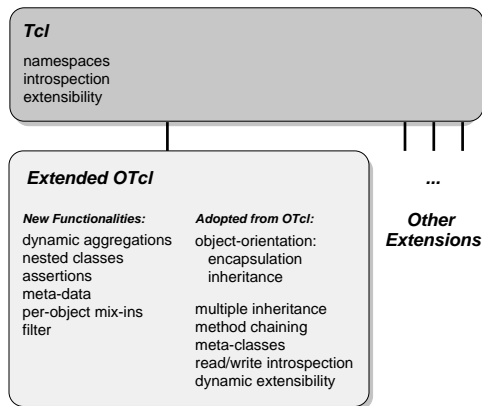 Tcl
namespaces
introspection
extensibility
Extended OTcl
New Functionalities:
dynamic aggregations
nested classes
assertions
meta-data
per-object mix-ins
filter
Adopted from OTcl:
object-orientation:
encapsulation
inheritance
multiple inheritance
method chaining
meta-classes
read/write introspection
dynamic extensibility
...
Other
Extensions